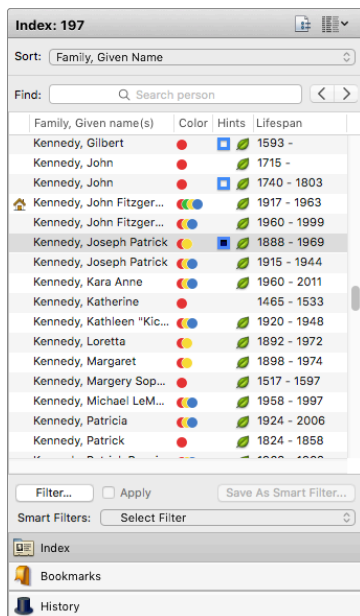 Index: 197
Sort: Family, Given Name
Find: Search person
Family, Given name(s) Color Hints Lifespan
Kennedy, Gilbert 1593 -
Kennedy, John 1715 -
Kennedy, John 1740 - 1803
Kennedy, John Fitzger... 1917 - 1963
Kennedy, John Fitzger... 1960 - 1999
Kennedy, Joseph Patrick 1888 - 1969
Kennedy, Joseph Patrick 1915 - 1944
Kennedy, Kara Anne 1960 - 2011
Kennedy, Katherine 1465 - 1533
Kennedy, Kathleen "Kic... 1920 - 1948
Kennedy, Loretta 1892 - 1972
Kennedy, Margaret 1898 - 1974
Kennedy, Margery Sop... 1517 - 1597
Kennedy, Michael LeM... 1958 - 1997
Kennedy, Patricia 1924 - 2006
Kennedy, Patrick 1824 - 1858
Filter... Apply Save As Smart Filter...
Smart Filters: Select Filter
Index
Bookmarks
History